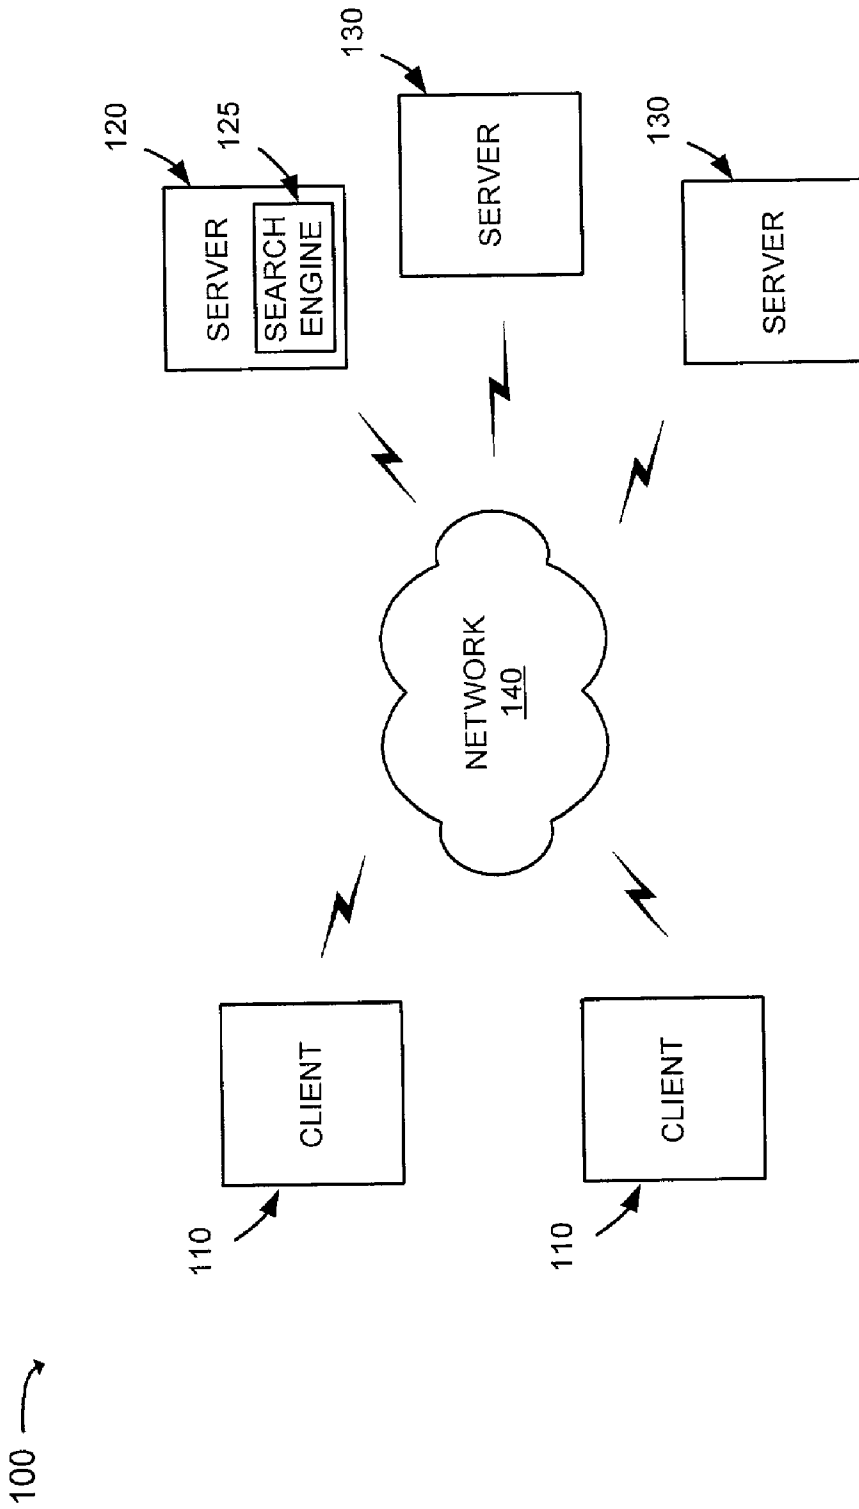 100
110
CLIENT
110
CLIENT
NETWORK
140
120
SERVER
125
SEARCH
ENGINE
130
SERVER
130
SERVER